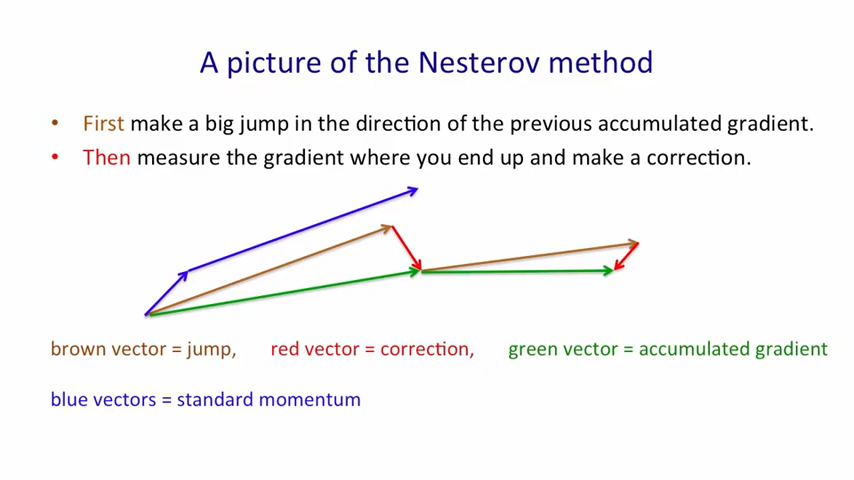 A picture of the Nesterov method
• First make a big jump in the direction of the previous accumulated gradient.
• Then measure the gradient where you end up and make a correction.
brown vector = jump, red vector = correction, green vector = accumulated gradient
blue vectors = standard momentum